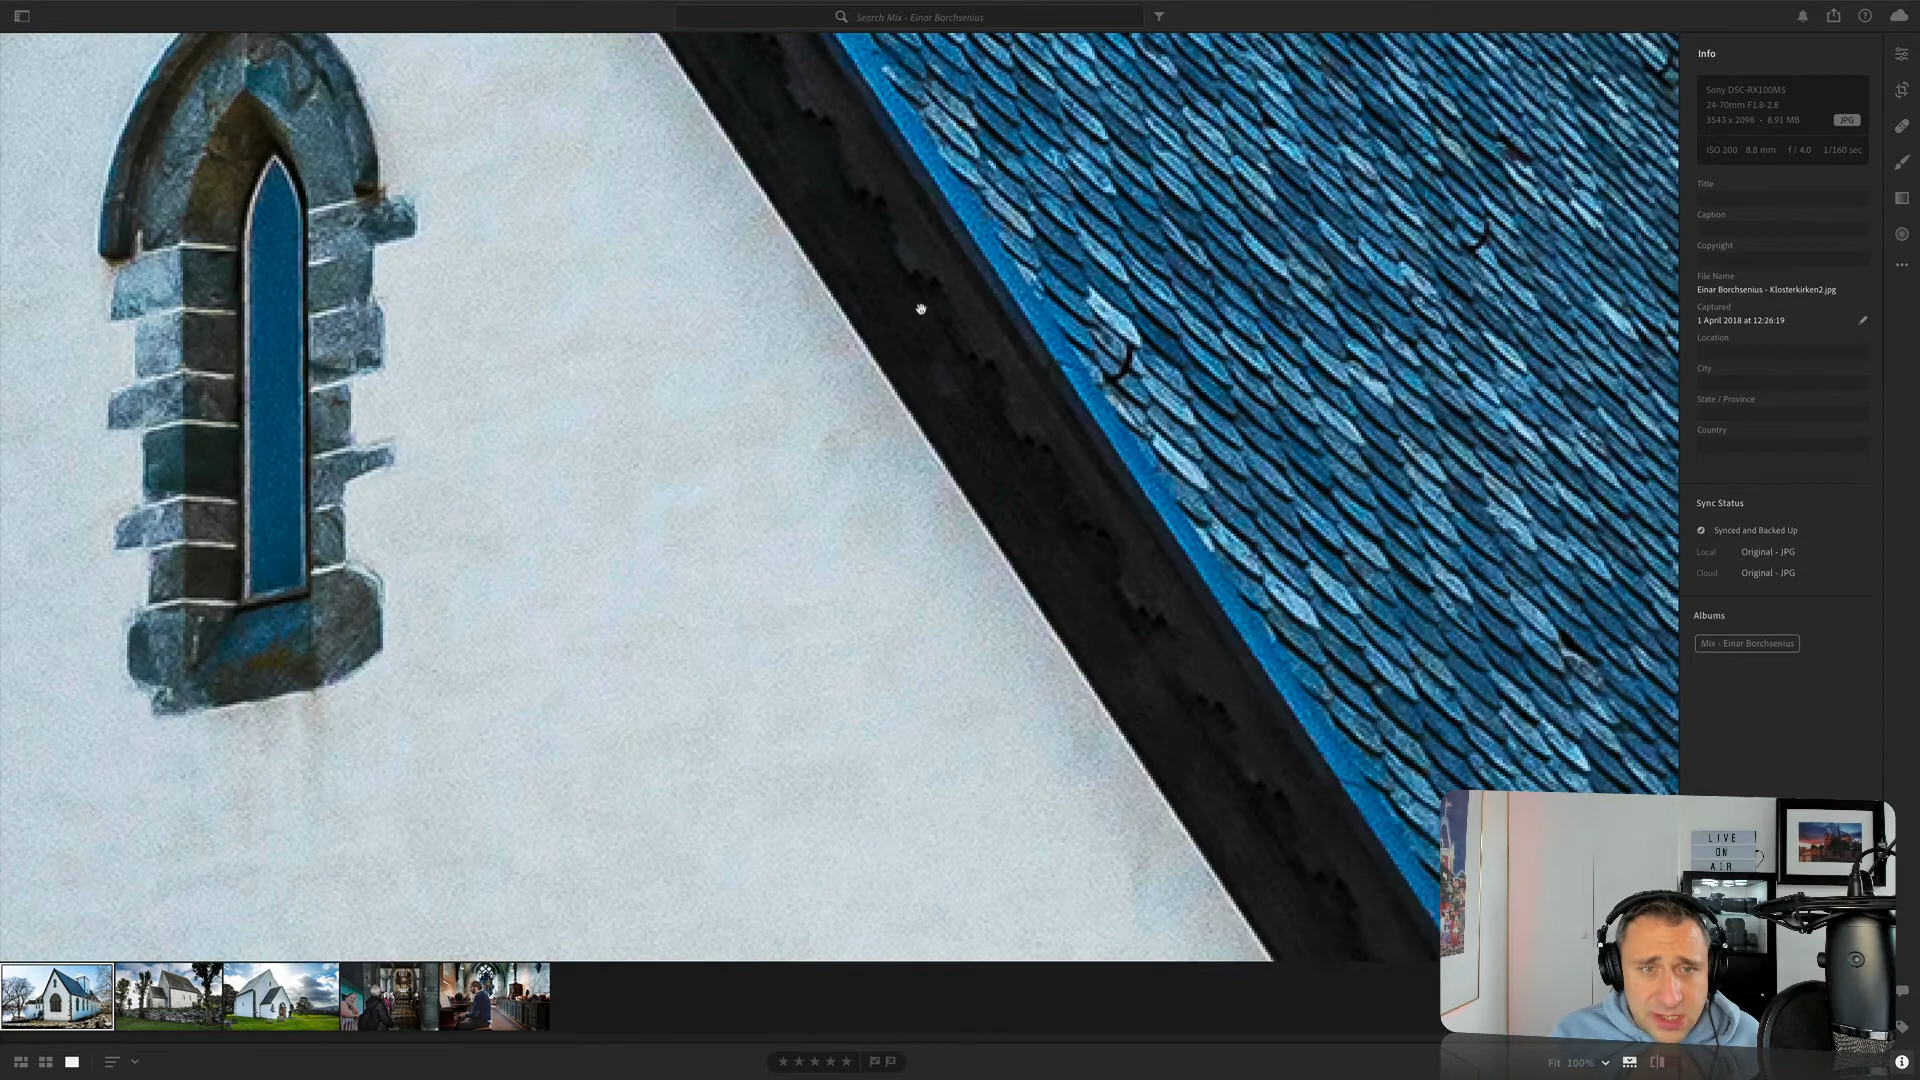 Search Mix - Einar Borchsenius
Info
Sony DSC-RX100M5
24-70mm F1.8-2.8
3543 x 2098 - 8.91 MB JPG
ISO 200 8.8 mm f / 4.0 1/160 sec
Title
Caption
Copyright
File Name
Einar Borchsenius - Klosterkirken2.jpg
Captured
1 April 2018 at 12:26:19
Location
City
State / Province
Country
Sync Status
Synced and Backed Up
Local Original - JPG
Cloud Original - JPG
Albums
Mix - Einar Borchsenius
LIVE
ON
AIR
Fit 100%